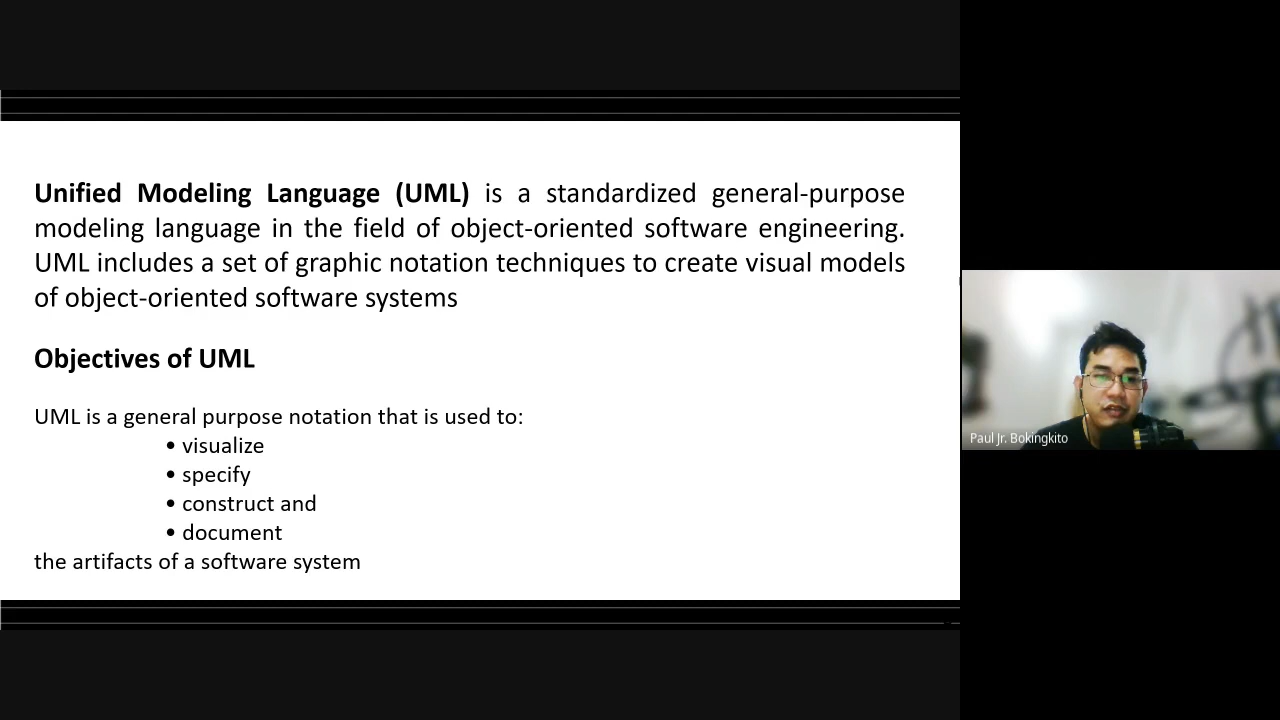 Unified Modeling Language (UML) is a standardized general-purpose
modeling language in the field of object-oriented software engineering.
UML includes a set of graphic notation techniques to create visual models
of object-oriented software systems
Objectives of UML
UML is a general purpose notation that is used to:
• visualize
• specify
• construct and
• document
the artifacts of a software system
Paul Jr. Bokingkito